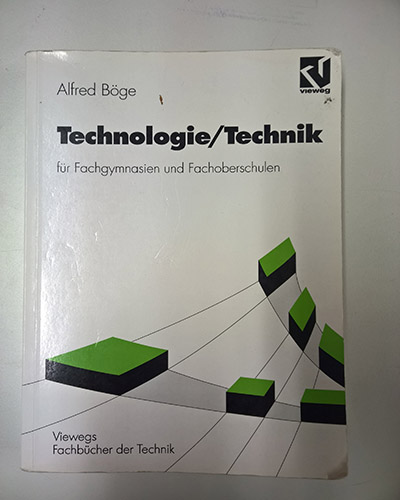 Alfred Böge
vieweg
Technologie/Technik
für Fachgymnasien und Fachoberschulen
Viewegs
Fachbücher der Technik